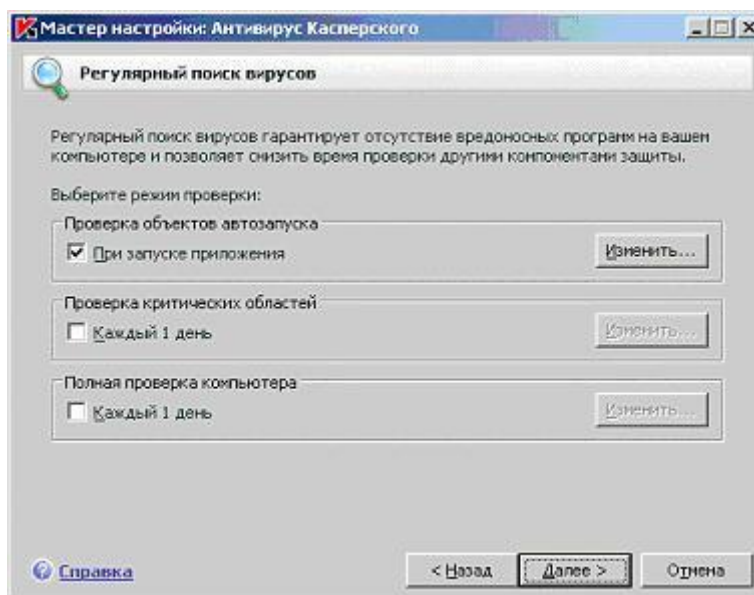 Мастер настройки: Антивирус Касперского
Регулярный поиск вирусов
Регулярный поиск вирусов гарантирует отсутствие вредоносных программ на вашем
компьютере и позволяет снизить время проверки другими компонентами защиты.
Выберите режим проверки:
Проверка объектов автозапуска
При запуске приложения
Изменить...
Проверка критических областей
Каждый 1 день
Изменить...
Полная проверка компьютера
Каждый 1 день
Изменить...
Справка
< Назад
Далее >
Отмена